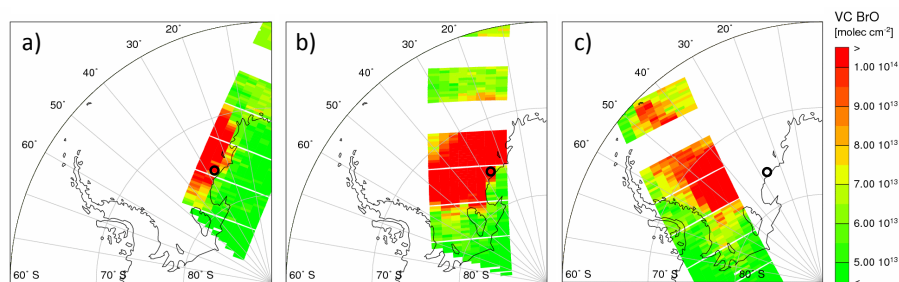 a)
20°
30°
40°
50°
60°
60° S
70° S
80° S
b)
20°
30°
40°
50°
60°
60° S
70° S
80° S
c)
20°
30°
40°
50°
60°
60° S
70° S
80° S
VC BrO
[molec cm⁻²]
>
1.00 10¹⁴
9.00 10¹³
8.00 10¹³
7.00 10¹³
6.00 10¹³
5.00 10¹³
<